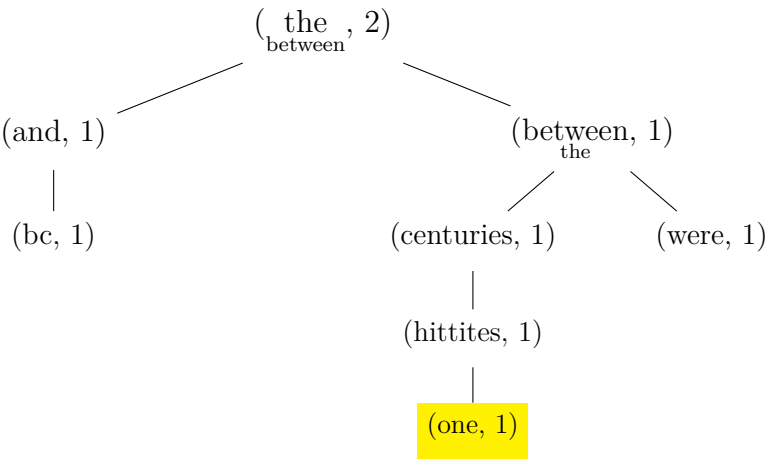 (the, 2)
between
(and, 1)
(between, 1)
the
(bc, 1)
(centuries, 1)
(were, 1)
(hittites, 1)
(one, 1)